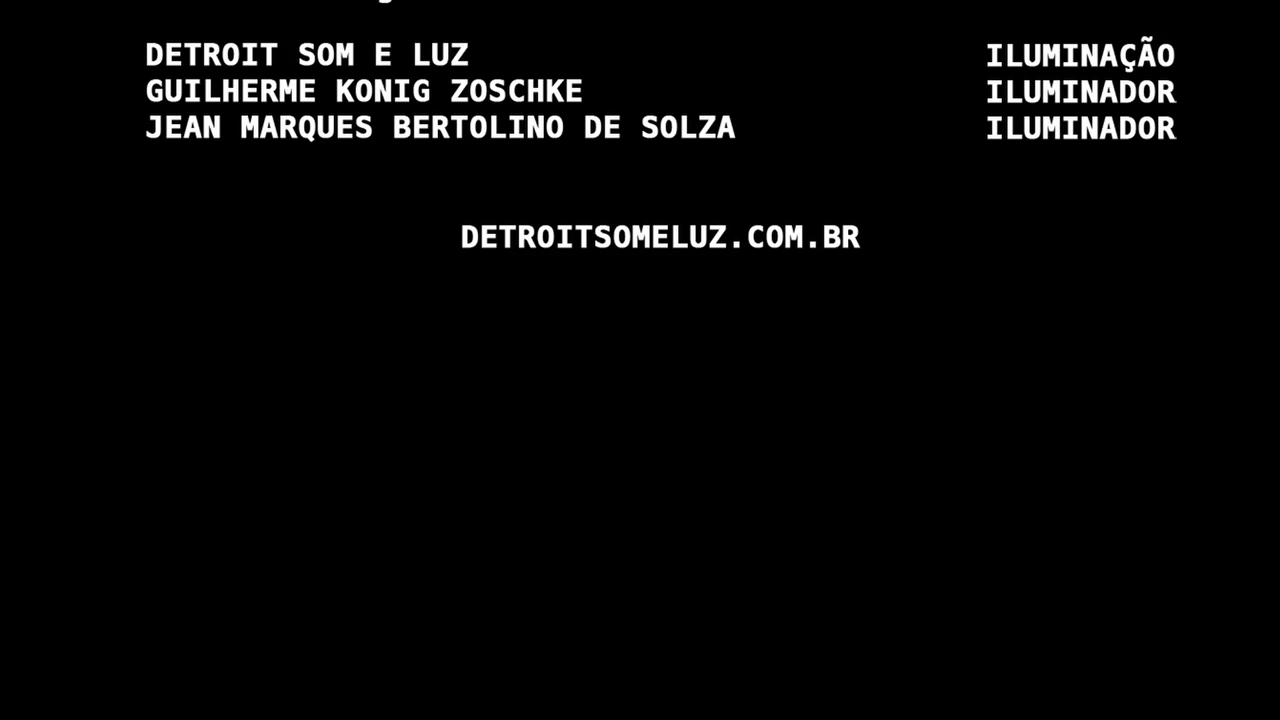 DETROIT SOM E LUZ ILUMINAÇÃO
GUILHERME KONIG ZOSCHKE ILUMINADOR
JEAN MARQUES BERTOLINO DE SOLZA ILUMINADOR
DETROITSOMELUZ.COM.BR